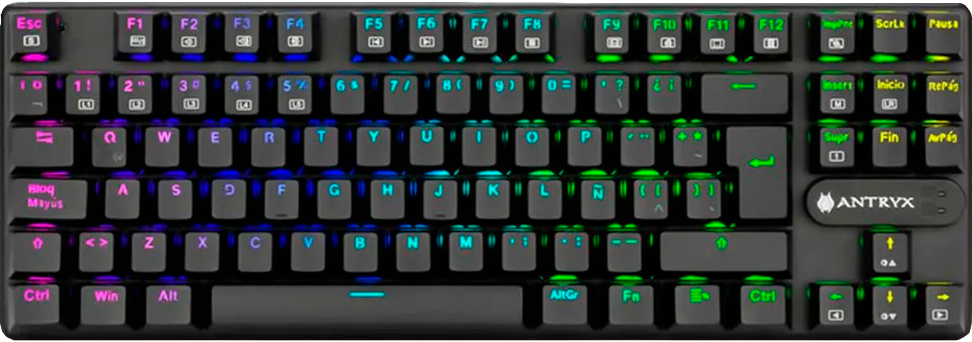 Esc F1 F2 F3 F4 F5 F6 F7 F8 F9 F10 F11 F12 ImpPnt ScrLk Pausa
1 ! 2 " 3 4 $ 5 % 6 & 7 / 8 ( 9 ) 0 = ' ? \ ¿ ¡ Insert Inicio RePág
Q W E R T Y U I O P + * ~ Supr Fin AvPág
Bloq
Mayús
A S D F G H J K L Ñ { [ ^ } ]
ANTRYX
< > Z X C V B N M , ; . : - _
Ctrl Win Alt AltGr Fn Ctrl